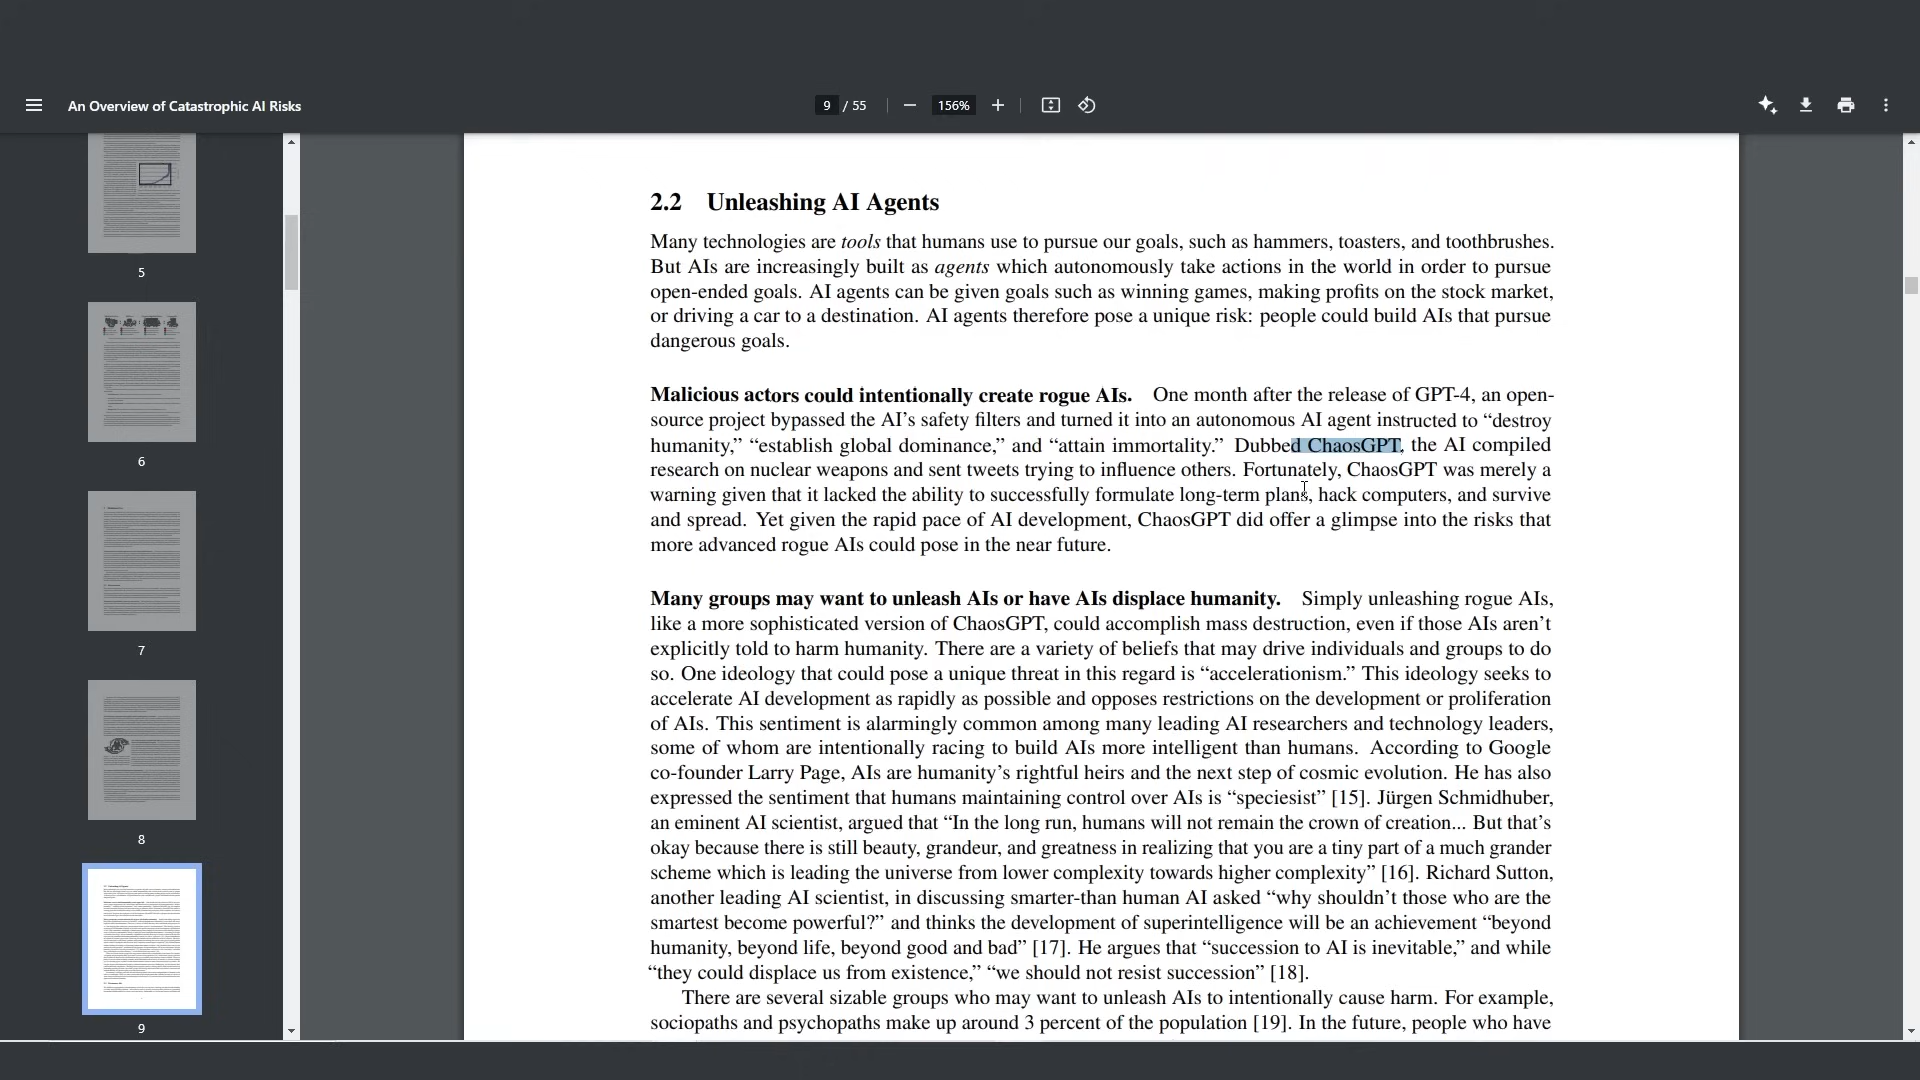 An Overview of Catastrophic AI Risks
9 / 55
156%
5
6
7
8
9
2.2 Unleashing AI Agents
Many technologies are tools that humans use to pursue our goals, such as hammers, toasters, and toothbrushes.
But AIs are increasingly built as agents which autonomously take actions in the world in order to pursue
open-ended goals. AI agents can be given goals such as winning games, making profits on the stock market,
or driving a car to a destination. AI agents therefore pose a unique risk: people could build AIs that pursue
dangerous goals.
Malicious actors could intentionally create rogue AIs. One month after the release of GPT-4, an open-
source project bypassed the AI’s safety filters and turned it into an autonomous AI agent instructed to “destroy
humanity,” “establish global dominance,” and “attain immortality.” Dubbed ChaosGPT, the AI compiled
research on nuclear weapons and sent tweets trying to influence others. Fortunately, ChaosGPT was merely a
warning given that it lacked the ability to successfully formulate long-term plans, hack computers, and survive
and spread. Yet given the rapid pace of AI development, ChaosGPT did offer a glimpse into the risks that
more advanced rogue AIs could pose in the near future.
Many groups may want to unleash AIs or have AIs displace humanity. Simply unleashing rogue AIs,
like a more sophisticated version of ChaosGPT, could accomplish mass destruction, even if those AIs aren’t
explicitly told to harm humanity. There are a variety of beliefs that may drive individuals and groups to do
so. One ideology that could pose a unique threat in this regard is “accelerationism.” This ideology seeks to
accelerate AI development as rapidly as possible and opposes restrictions on the development or proliferation
of AIs. This sentiment is alarmingly common among many leading AI researchers and technology leaders,
some of whom are intentionally racing to build AIs more intelligent than humans. According to Google
co-founder Larry Page, AIs are humanity’s rightful heirs and the next step of cosmic evolution. He has also
expressed the sentiment that humans maintaining control over AIs is “speciesist” [15]. Jürgen Schmidhuber,
an eminent AI scientist, argued that “In the long run, humans will not remain the crown of creation... But that’s
okay because there is still beauty, grandeur, and greatness in realizing that you are a tiny part of a much grander
scheme which is leading the universe from lower complexity towards higher complexity” [16]. Richard Sutton,
another leading AI scientist, in discussing smarter-than human AI asked “why shouldn’t those who are the
smartest become powerful?” and thinks the development of superintelligence will be an achievement “beyond
humanity, beyond life, beyond good and bad” [17]. He argues that “succession to AI is inevitable,” and while
“they could displace us from existence,” “we should not resist succession” [18].
There are several sizable groups who may want to unleash AIs to intentionally cause harm. For example,
sociopaths and psychopaths make up around 3 percent of the population [19]. In the future, people who have